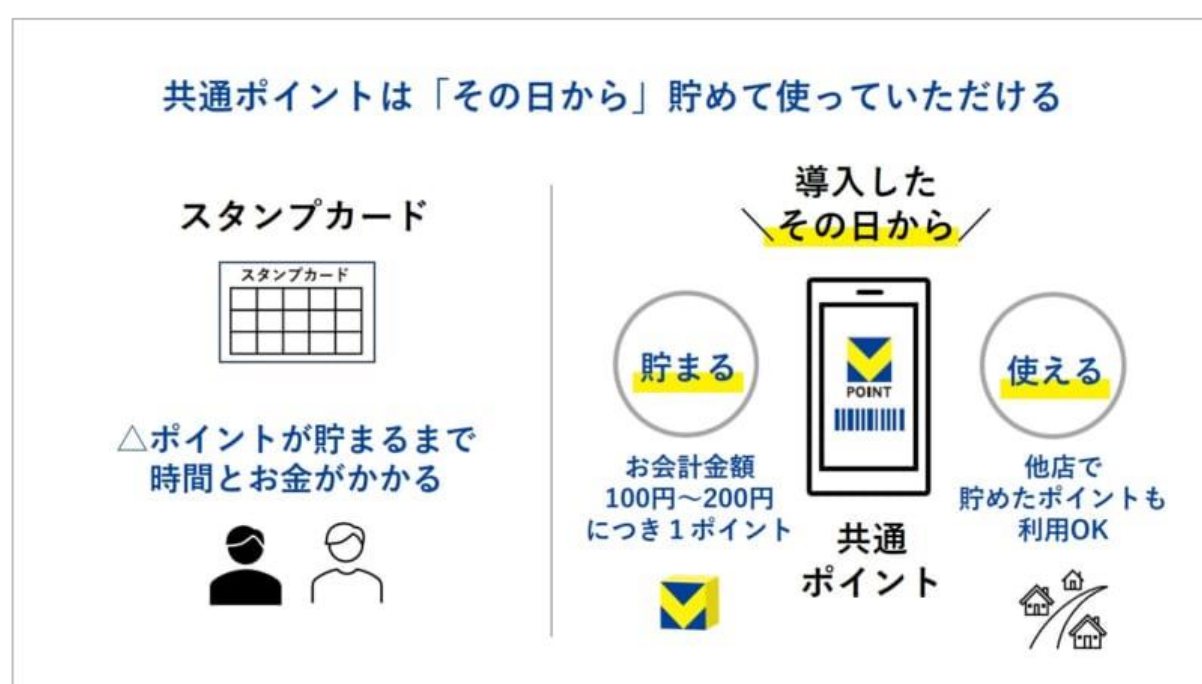 共通ポイントは「その日から」貯めて使っていただける
スタンプカード
スタンプカード
△ポイントが貯まるまで
時間とお金がかかる
導入した
＼その日から／
貯まる
お会計金額
100円～200円
につき１ポイント
POINT
共通
ポイント
使える
他店で
貯めたポイントも
利用OK